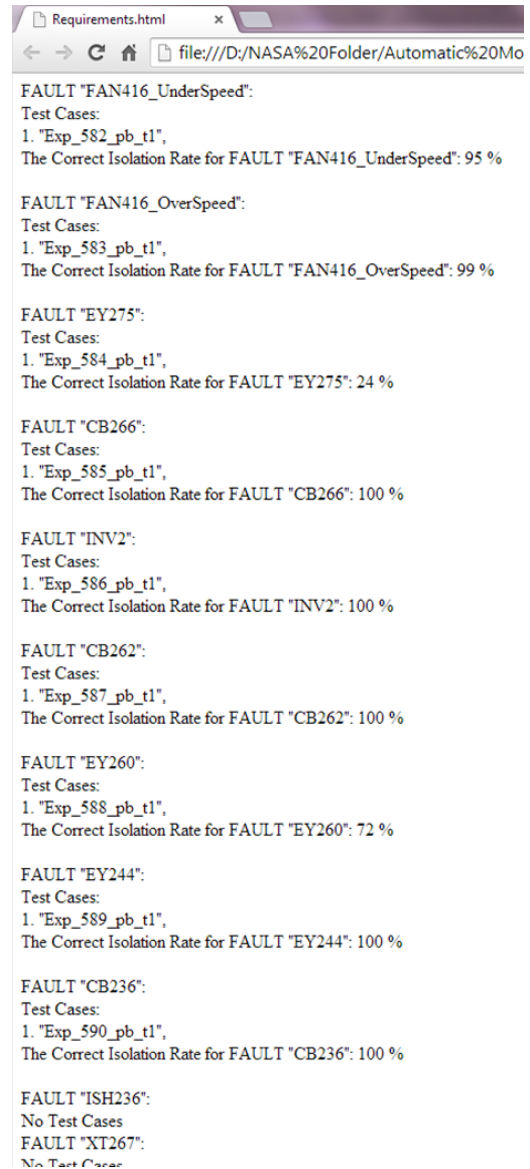 Requirements.html ×
file:///D:/NASA%20Folder/Automatic%20Mo
FAULT "FAN416_UnderSpeed":
Test Cases:
1. "Exp_582_pb_t1",
The Correct Isolation Rate for FAULT "FAN416_UnderSpeed": 95 %
FAULT "FAN416_OverSpeed":
Test Cases:
1. "Exp_583_pb_t1",
The Correct Isolation Rate for FAULT "FAN416_OverSpeed": 99 %
FAULT "EY275":
Test Cases:
1. "Exp_584_pb_t1",
The Correct Isolation Rate for FAULT "EY275": 24 %
FAULT "CB266":
Test Cases:
1. "Exp_585_pb_t1",
The Correct Isolation Rate for FAULT "CB266": 100 %
FAULT "INV2":
Test Cases:
1. "Exp_586_pb_t1",
The Correct Isolation Rate for FAULT "INV2": 100 %
FAULT "CB262":
Test Cases:
1. "Exp_587_pb_t1",
The Correct Isolation Rate for FAULT "CB262": 100 %
FAULT "EY260":
Test Cases:
1. "Exp_588_pb_t1",
The Correct Isolation Rate for FAULT "EY260": 72 %
FAULT "EY244":
Test Cases:
1. "Exp_589_pb_t1",
The Correct Isolation Rate for FAULT "EY244": 100 %
FAULT "CB236":
Test Cases:
1. "Exp_590_pb_t1",
The Correct Isolation Rate for FAULT "CB236": 100 %
FAULT "ISH236":
No Test Cases
FAULT "XT267":
No Test Cases